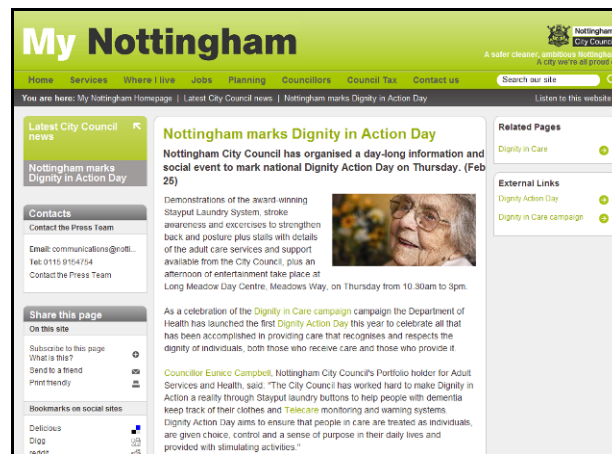 My Nottingham
Nottingham
City Council
A safer cleaner, ambitious Nottingham
A city we're all proud
Home Services Where I live Jobs Planning Councillors Council Tax Contact us
Search our site
You are here: My Nottingham Homepage | Latest City Council news | Nottingham marks Dignity in Action Day
Listen to this website
Latest City Council
news
Nottingham marks
Dignity in Action Day
Contacts
Contact the Press Team
Email: communications@notti...
Tel: 0115 9154754
Contact the Press Team
Share this page
On this site
Subscribe to this page
What is this?
Send to a friend
Print friendly
Bookmarks on social sites
Delicious
Digg
reddit
Nottingham marks Dignity in Action Day
Nottingham City Council has organised a day-long information and
social event to mark national Dignity Action Day on Thursday. (Feb
25)
Demonstrations of the award-winning
Stayput Laundry System, stroke
awareness and excercises to strengthen
back and posture plus stalls with details
of the adult care services and support
available from the City Council, plus an
afternoon of entertainment take place at
Long Meadow Day Centre, Meadows Way, on Thursday from 10.30am to 3pm.
As a celebration of the Dignity in Care campaign campaign the Department of
Health has launched the first Dignity Action Day this year to celebrate all that
has been accomplished in providing care that recognises and respects the
dignity of individuals, both those who receive care and those who provide it.
Councillor Eunice Campbell, Nottingham City Council's Portfolio holder for Adult
Services and Health, said: "The City Council has worked hard to make Dignity in
Action a reality through Stayput laundry buttons to help people with dementia
keep track of their clothes and Telecare monitoring and warning systems.
Dignity Action Day aims to ensure that people in care are treated as individuals,
are given choice, control and a sense of purpose in their daily lives and
provided with stimulating activities."
Related Pages
Dignity in Care
External Links
Dignity Action Day
Dignity in Care campaign